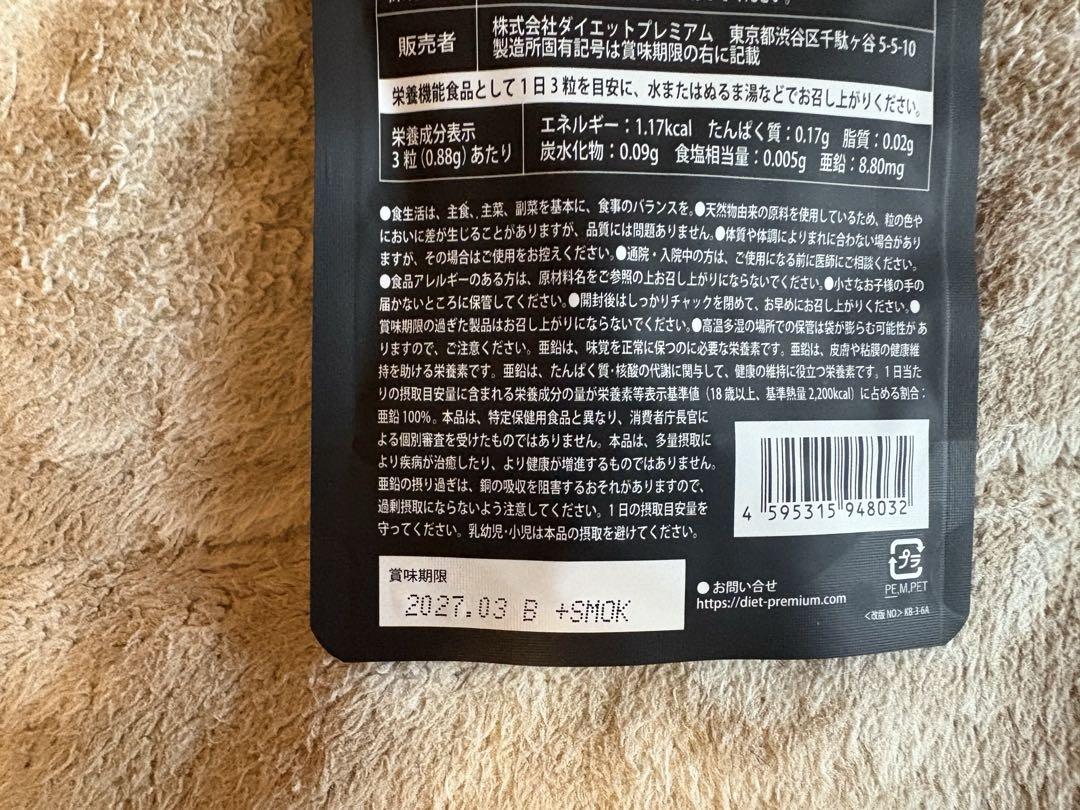 販売者
株式会社ダイエットプレミアム 東京都渋谷区千駄ヶ谷5-5-10
製造所固有記号は賞味期限の右に記載
栄養機能食品として1日3粒を目安に、水またはぬるま湯などでお召し上がりください。
栄養成分表示
3粒(0.88g)あたり
エネルギー:1.17kcal たんぱく質:0.17g 脂質:0.02g
炭水化物:0.09g 食塩相当量:0.005g 亜鉛:8.80mg
●食生活は、主食、主菜、副菜を基本に、食事のバランスを。●天然物由来の原料を使用しているため、粒の色や
においに差が生じることがありますが、品質には問題ありません。●体質や体調によりまれに合わない場合があり
ますが、その場合はご使用をお控えください。●通院・入院中の方は、ご使用になる前に医師にご相談ください。
●食品アレルギーのある方は、原材料名をご参照の上お召し上がりにならないでください。●小さなお子様の手の
届かないところに保管してください。●開封後はしっかりチャックを閉めて、お早めにお召し上がりください。●
賞味期限の過ぎた製品はお召し上がりにならないでください。●高温多湿の場所での保管は袋が膨らむ可能性があ
りますので、ご注意ください。亜鉛は、味覚を正常に保つのに必要な栄養素です。亜鉛は、皮膚や粘膜の健康維
持を助ける栄養素です。亜鉛は、たんぱく質・核酸の代謝に関与して、健康の維持に役立つ栄養素です。1日当た
りの摂取目安量に含まれる栄養成分の量が栄養素等表示基準値(18歳以上、基準熱量2,200kcal)に占める割合:
亜鉛100%。本品は、特定保健用食品と異なり、消費者庁長官に
よる個別審査を受けたものではありません。本品は、多量摂取に
より疾病が治癒したり、より健康が増進するものではありません。
亜鉛の摂り過ぎは、銅の吸収を阻害するおそれがありますので、
過剰摂取にならないよう注意してください。1日の摂取目安量を
守ってください。乳幼児・小児は本品の摂取を避けてください。
4 595315 948032
プラ
PE,M,PET
賞味期限
2027.03 B +SMOK
●お問い合せ
https://diet-premium.com
<改版NO.>KB-3-6A